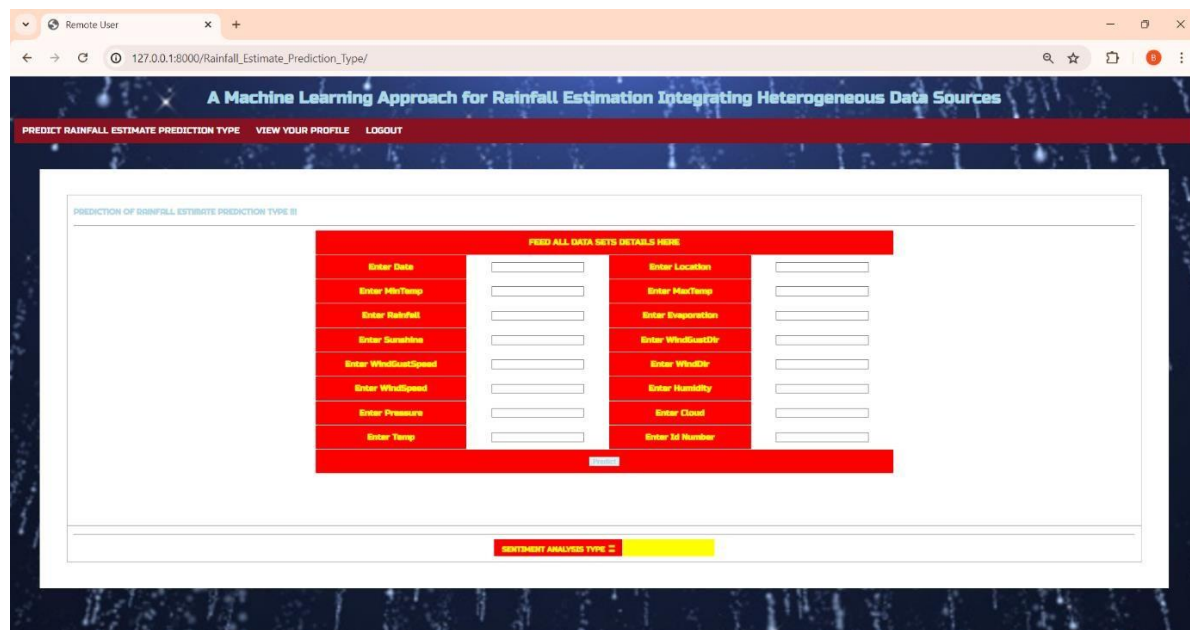 Remote User
127.0.0.1:8000/Rainfall_Estimate_Prediction_Type/
B
A Machine Learning Approach for Rainfall Estimation Integrating Heterogeneous Data Sources
PREDICT RAINFALL ESTIMATE PREDICTION TYPE VIEW YOUR PROFILE LOGOUT
PREDICTION OF RAINFALL ESTIMATE PREDICTION TYPE !!!
FEED ALL DATA SETS DETAILS HERE
Enter Date Enter Location
Enter MinTemp Enter MaxTemp
Enter Rainfall Enter Evaporation
Enter Sunshine Enter WindGustDir
Enter WindGustSpeed Enter WindDir
Enter WindSpeed Enter Humidity
Enter Pressure Enter Cloud
Enter Temp Enter Id Number
Predict
SENTIMENT ANALYSIS TYPE =